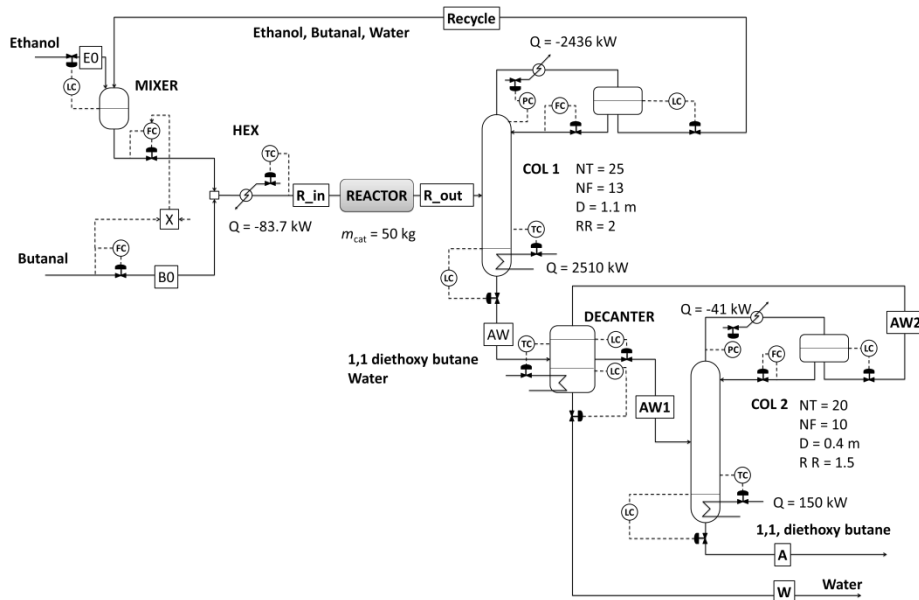 Recycle
Ethanol, Butanal, Water
Q = -2436 kW
Ethanol
E0
LC
MIXER
PC
FC
LC
FC
HEX
TC
COL 1
NT = 25
NF = 13
D = 1.1 m
RR = 2
R_in
REACTOR
R_out
X
Q = -83.7 kW
m_cat = 50 kg
TC
FC
Butanal
B0
LC
Q = 2510 kW
Q = -41 kW
DECANTER
AW2
AW
LC
TC
PC
FC
LC
1,1 diethoxy butane
Water
LC
AW1
COL 2
NT = 20
NF = 10
D = 0.4 m
R R = 1.5
TC
Q = 150 kW
LC
1,1, diethoxy butane
A
Water
W